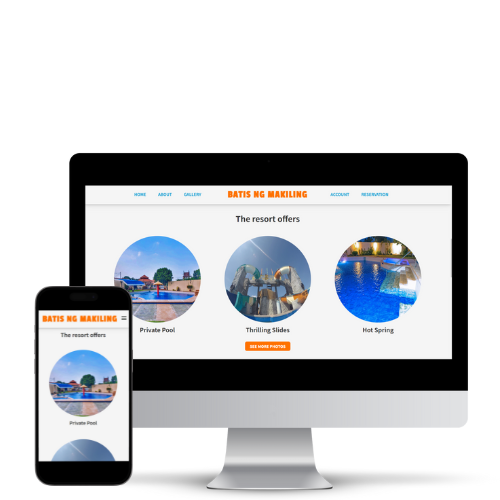 HOME ABOUT GALLERY BATIS NG MAKILING ACCOUNT RESERVATION
The resort offers
Private Pool Thrilling Slides Hot Spring
SEE MORE PHOTOS
BATIS NG MAKILING
The resort offers
Private Pool